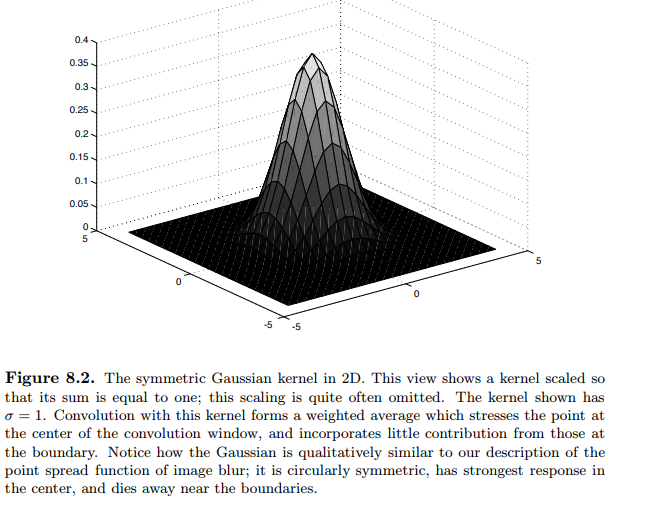 0.4
0.35
0.3
0.25
0.2
0.15
0.1
0.05
0
5
0
-5
-5
0
5
Figure 8.2. The symmetric Gaussian kernel in 2D. This view shows a kernel scaled so
that its sum is equal to one; this scaling is quite often omitted. The kernel shown has
σ = 1. Convolution with this kernel forms a weighted average which stresses the point at
the center of the convolution window, and incorporates little contribution from those at
the boundary. Notice how the Gaussian is qualitatively similar to our description of the
point spread function of image blur; it is circularly symmetric, has strongest response in
the center, and dies away near the boundaries.